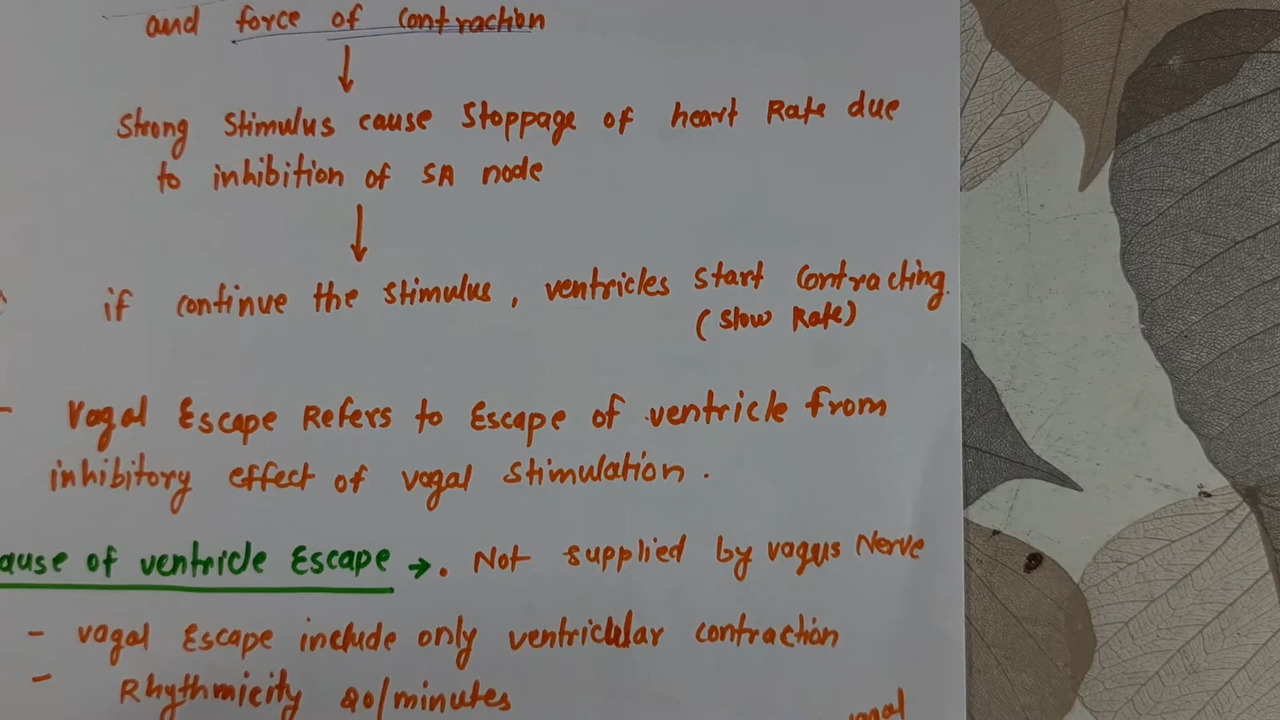 and force of contraction
Strong Stimulus cause Stoppage of heart Rate due
to inhibition of SA node
if continue the stimulus, ventricles start contracting.
(slow Rate)
- Vagal Escape Refers to Escape of ventricle from
inhibitory effect of vagal stimulation.
ause of ventricle Escape → . Not supplied by vagus Nerve
- vagal Escape include only ventricular contraction
- Rhythmicity 20/minutes